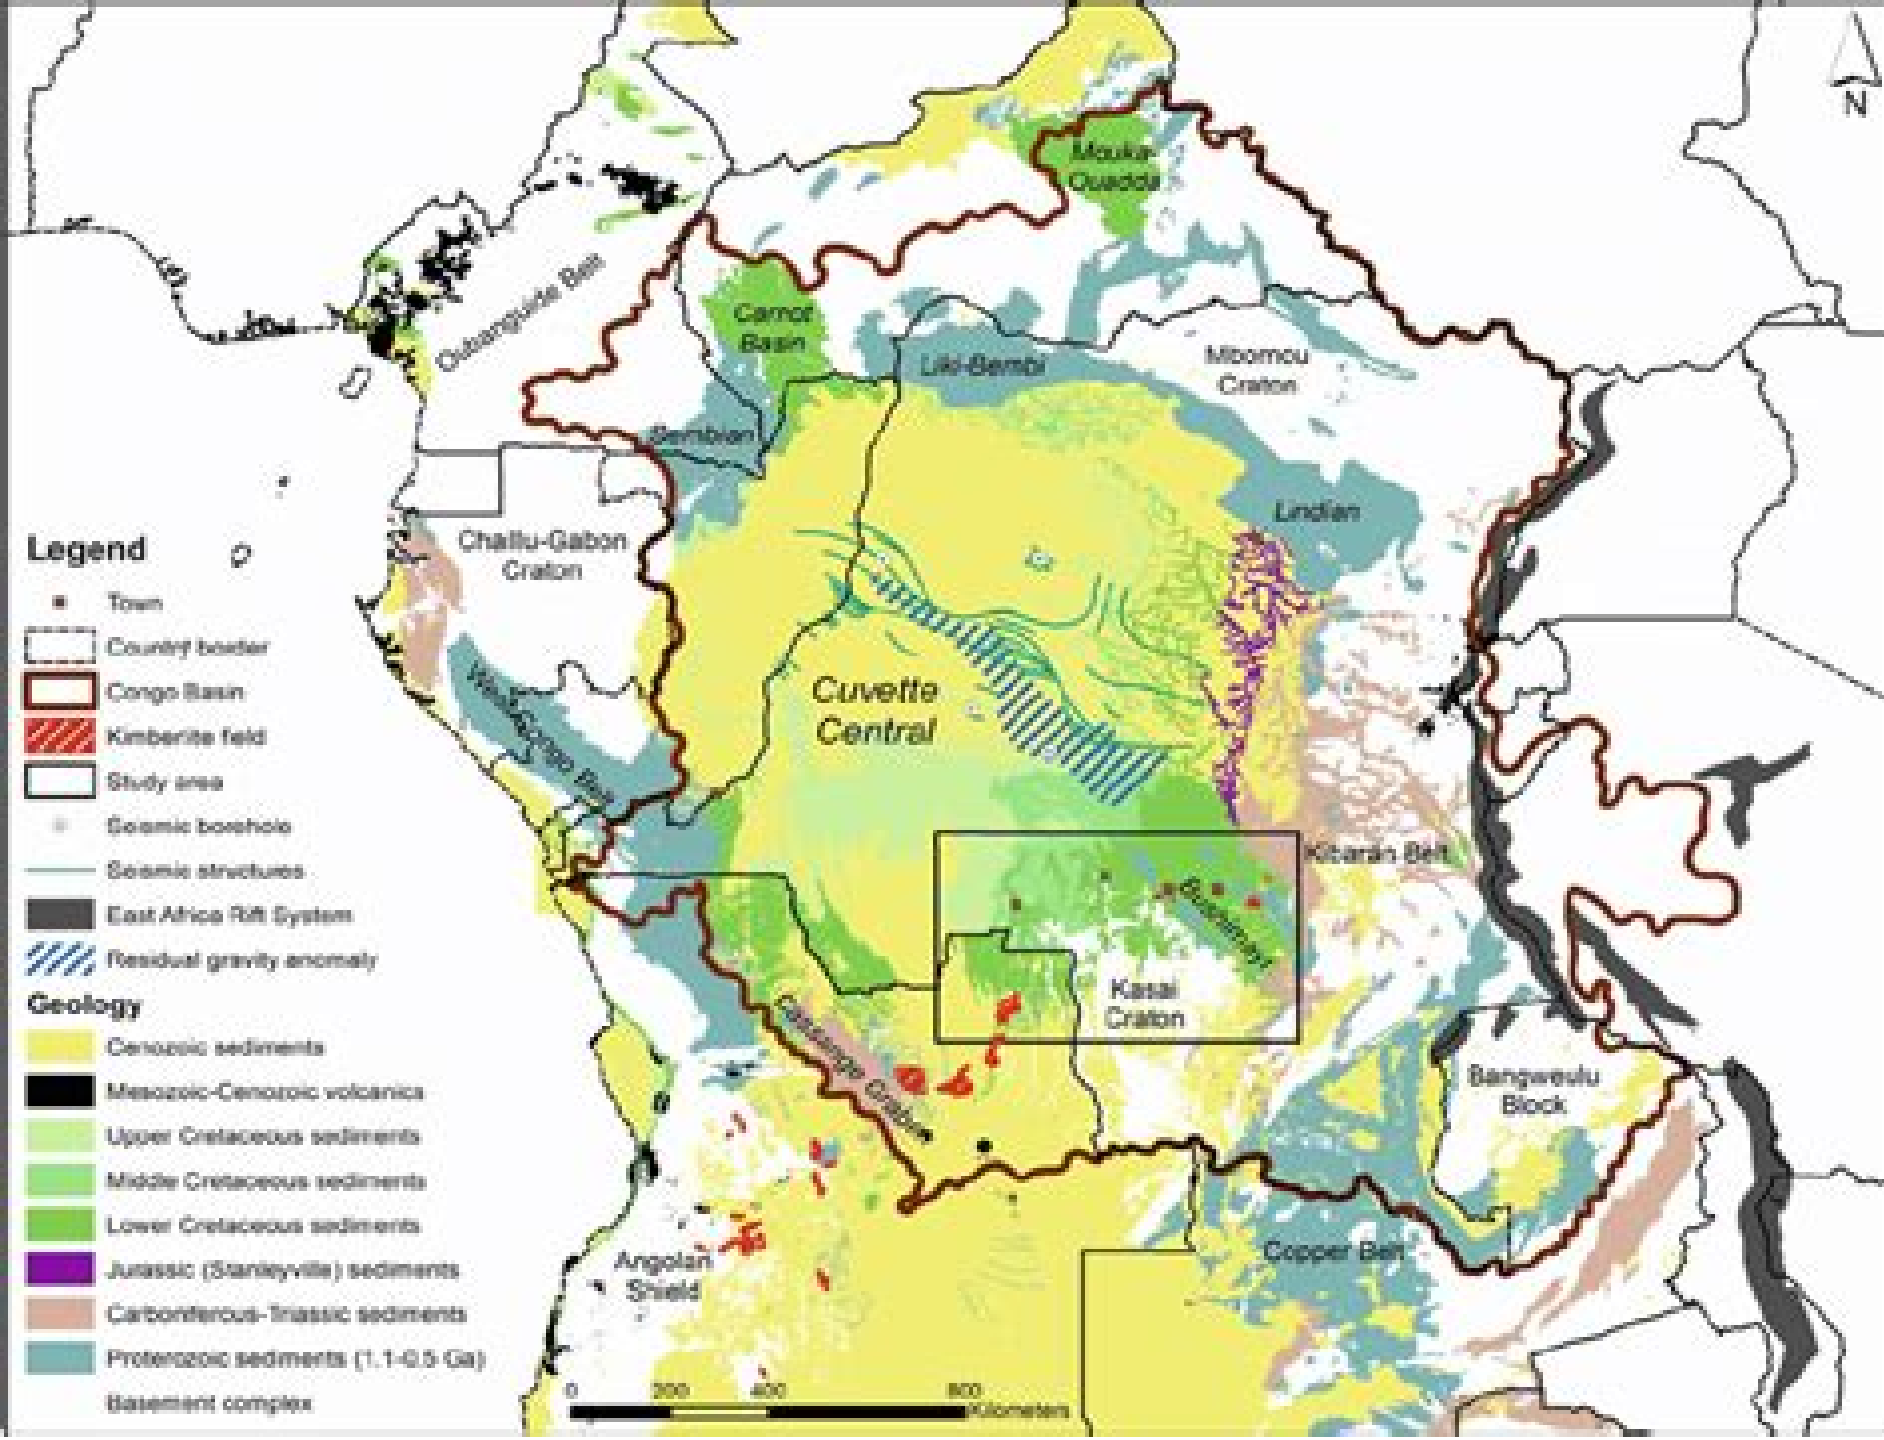 N
Mouka-
Ouadda
Oubanguide Belt
Carrot
Basin
Liki-Bembi
Mbomou
Craton
Sembian
Lindian
Chaillu-Gabon
Craton
Legend
Town
Country border
Congo Basin
Kimberlite field
Study area
Seismic borehole
Seismic structures
East Africa Rift System
Residual gravity anomaly
Geology
Cenozoic sediments
Mesozoic-Cenozoic volcanics
Upper Cretaceous sediments
Middle Cretaceous sediments
Lower Cretaceous sediments
Jurassic (Stanleyville) sediments
Carboniferous-Triassic sediments
Proterozoic sediments (1.1-0.5 Ga)
Basement complex
West Congo Belt
Cuvette
Central
Kibaran Belt
Bushimayi
Kasai
Craton
Cassange Graben
Bangweulu
Block
Copper Belt
Angolan
Shield
0 200 400 800
Kilometers